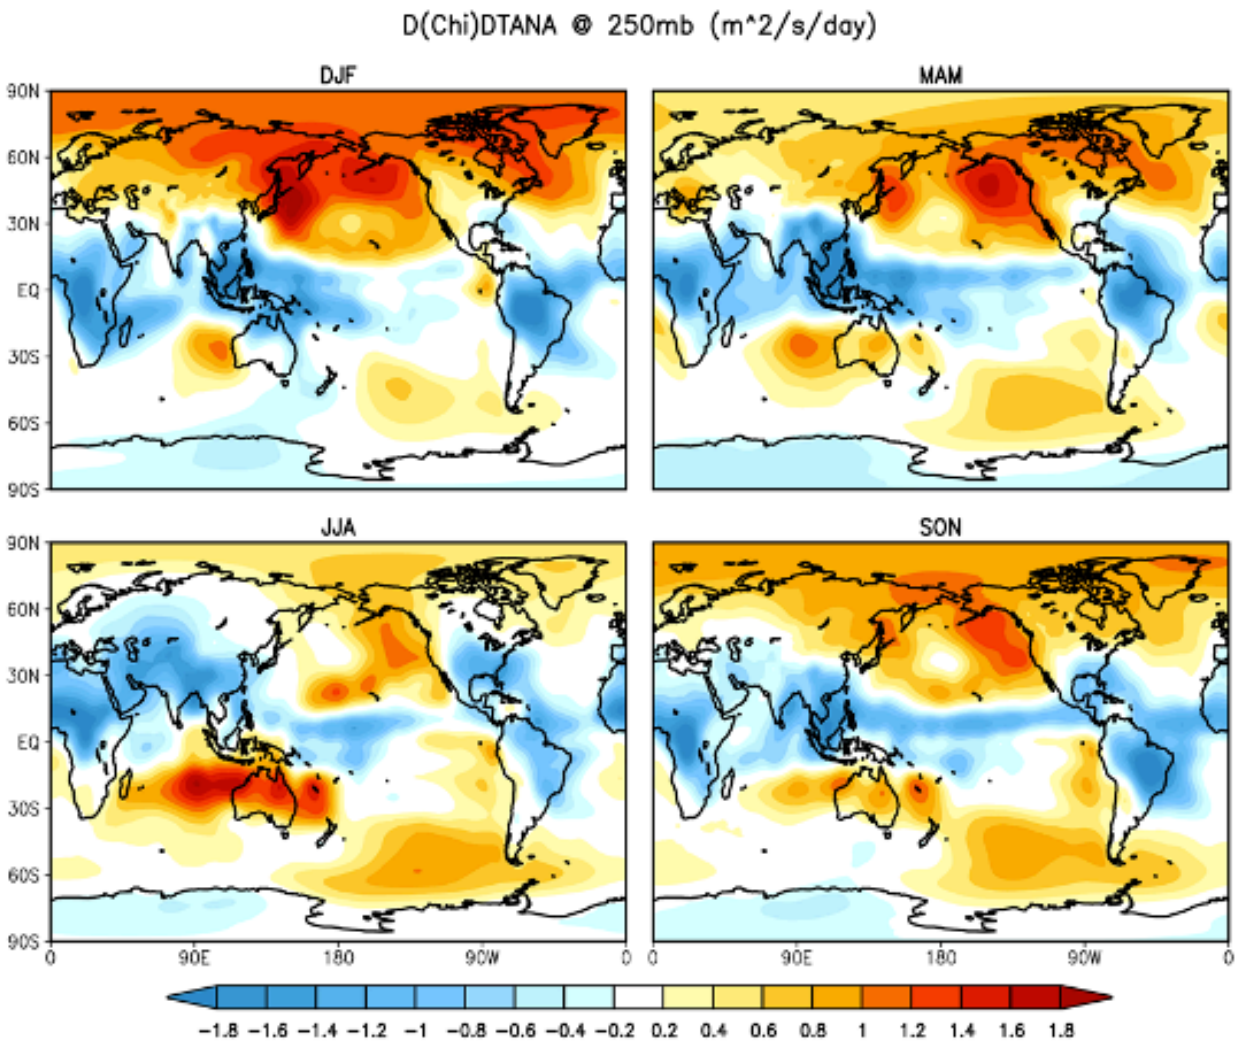 D(Chi)DTANA @ 250mb (m^2/s/day)
DJF
MAM
90N
60N
30N
EQ
30S
60S
90S
JJA
SON
90N
60N
30N
EQ
30S
60S
90S
0 90E 180 90W 0 0 90E 180 90W 0
-1.8 -1.6 -1.4 -1.2 -1 -0.8 -0.6 -0.4 -0.2 0.2 0.4 0.6 0.8 1 1.2 1.4 1.6 1.8